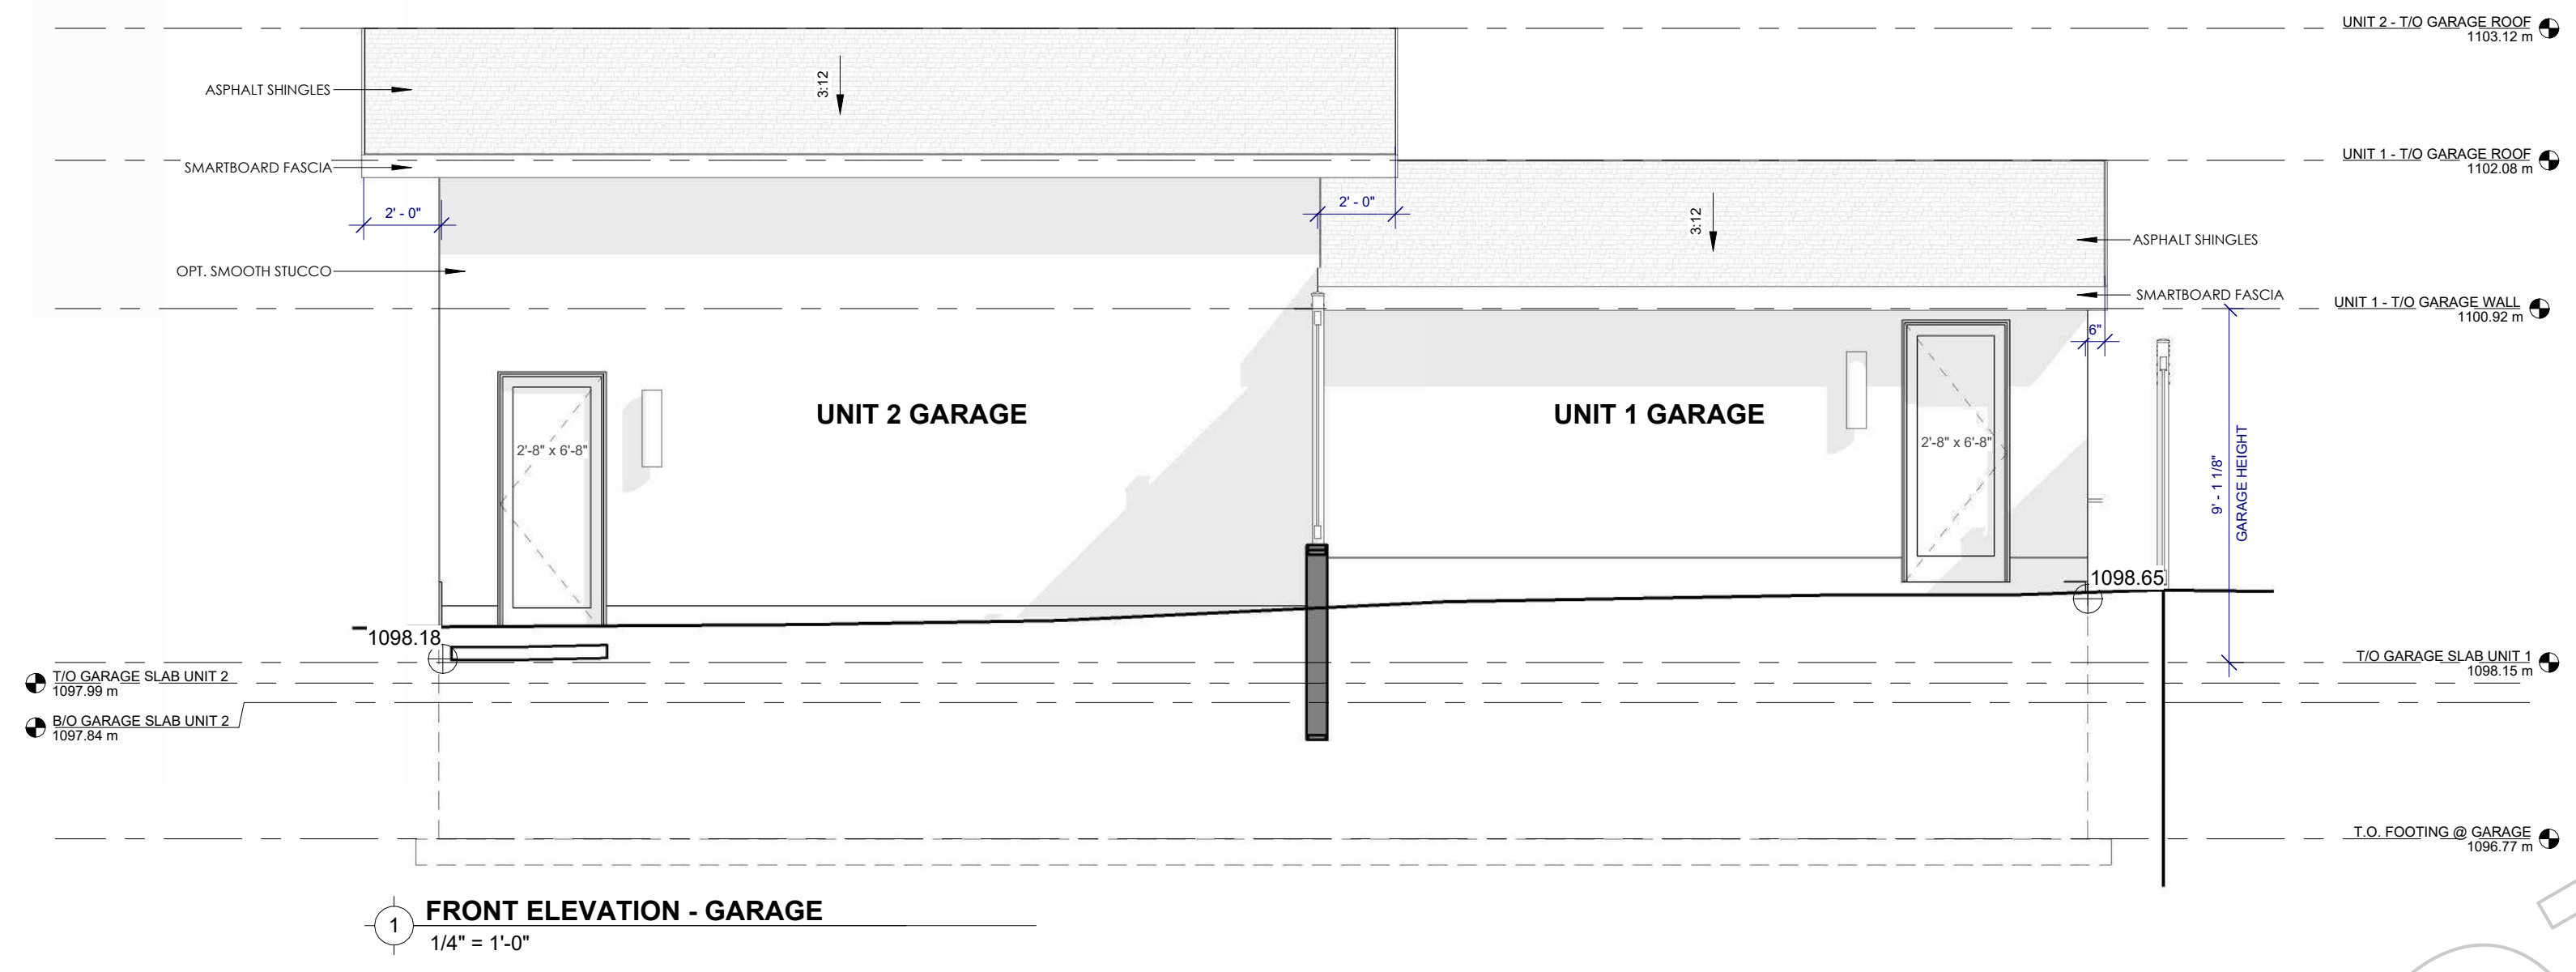 UNIT 2 - T/O GARAGE ROOF
1103.12 m
ASPHALT SHINGLES
3:12
SMARTBOARD FASCIA
UNIT 1 - T/O GARAGE ROOF
1102.08 m
2' - 0"
2' - 0"
3:12
ASPHALT SHINGLES
OPT. SMOOTH STUCCO
SMARTBOARD FASCIA
UNIT 1 - T/O GARAGE WALL
1100.92 m
6"
UNIT 2 GARAGE
UNIT 1 GARAGE
2'-8" x 6'-8"
2'-8" x 6'-8"
9' - 1 1/8"
GARAGE HEIGHT
1098.65
1098.18
T/O GARAGE SLAB UNIT 1
1098.15 m
T/O GARAGE SLAB UNIT 2
1097.99 m
B/O GARAGE SLAB UNIT 2
1097.84 m
T.O. FOOTING @ GARAGE
1096.77 m
1
FRONT ELEVATION - GARAGE
1/4" = 1'-0"